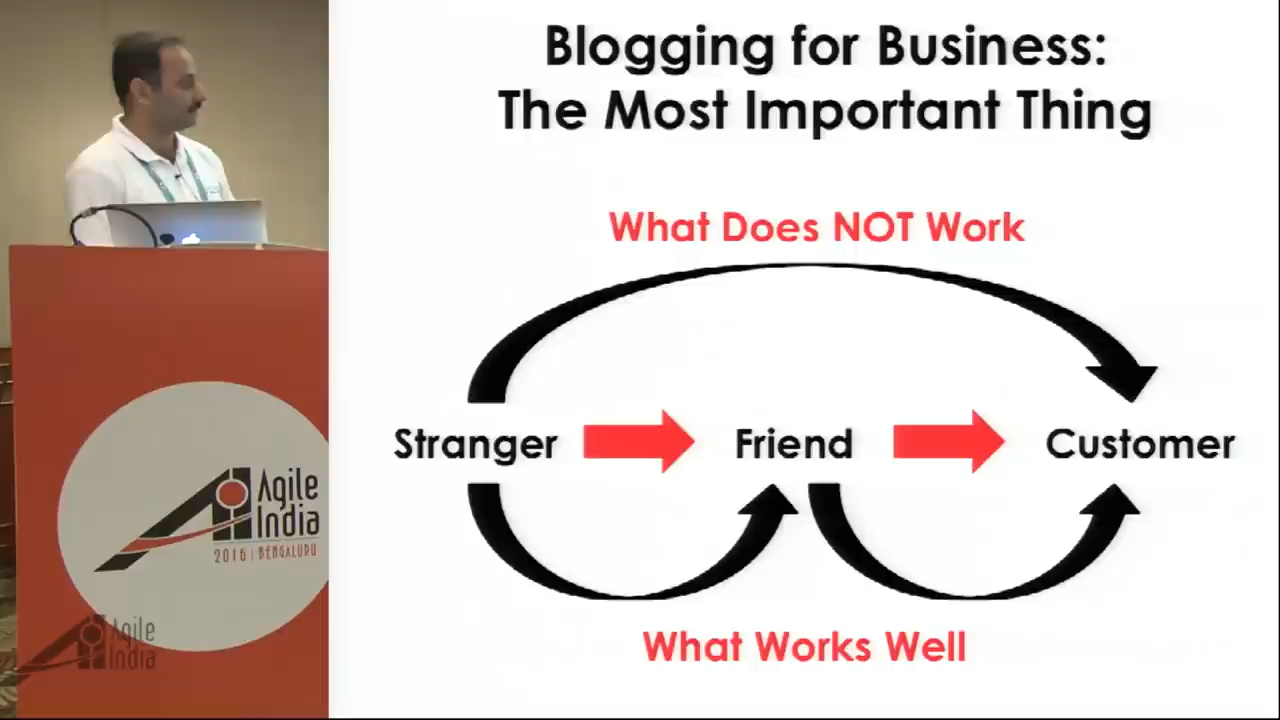 Blogging for Business:
The Most Important Thing
What Does NOT Work
Stranger
Friend
Customer
What Works Well
Agile
India
2016 | BENGALURU
Agile
India